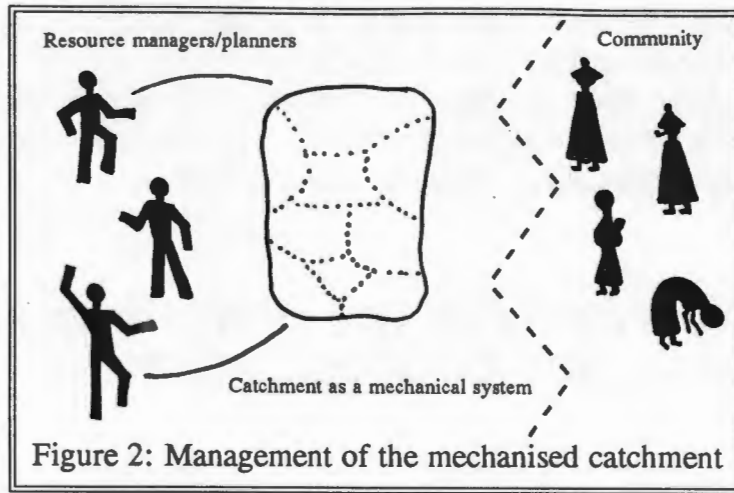 Resource managers/planners
Community
Catchment as a mechanical system
Figure 2: Management of the mechanised catchment